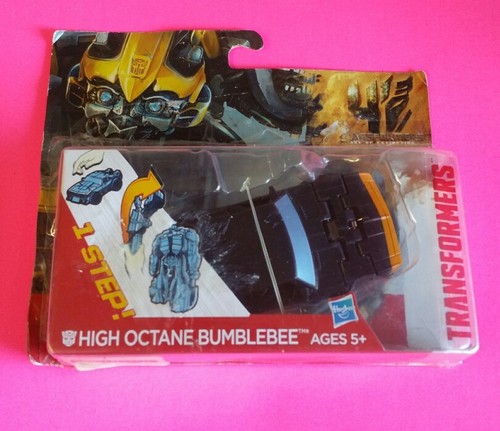 1 STEP!
HIGH OCTANE BUMBLEBEE™ AGES 5+
Hasbro
TRANSFORMERS